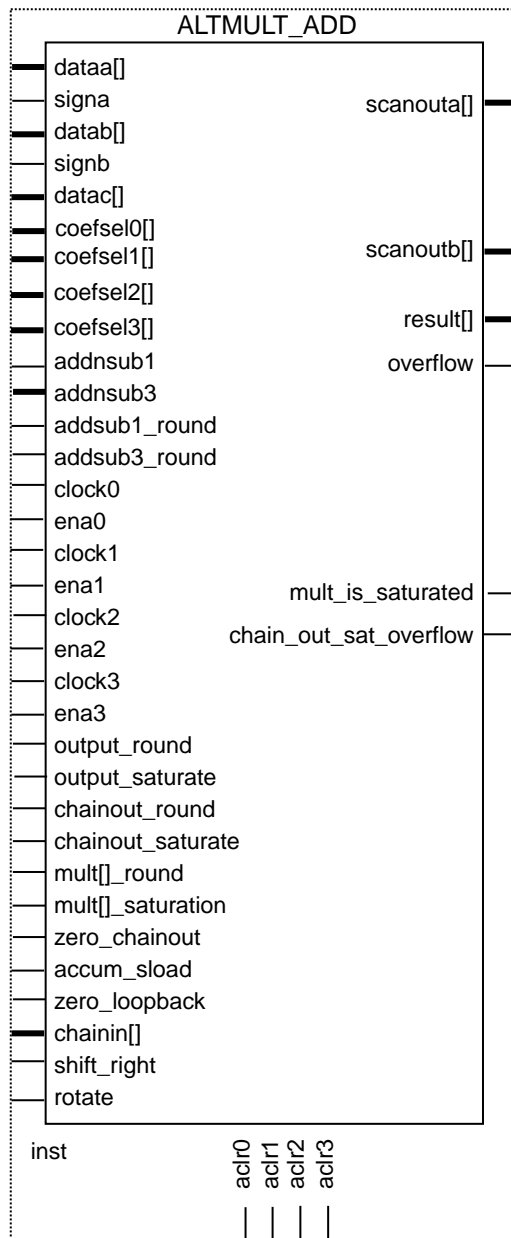 ALTMULT_ADD
dataa[]
signa
datab[]
signb
datac[]
coefsel0[]
coefsel1[]
coefsel2[]
coefsel3[]
addnsub1
addnsub3
addsub1_round
addsub3_round
clock0
ena0
clock1
ena1
clock2
ena2
clock3
ena3
output_round
output_saturate
chainout_round
chainout_saturate
mult[]_round
mult[]_saturation
zero_chainout
accum_sload
zero_loopback
chainin[]
shift_right
rotate
scanouta[]
scanoutb[]
result[]
overflow
mult_is_saturated
chain_out_sat_overflow
inst
aclr0
aclr1
aclr2
aclr3